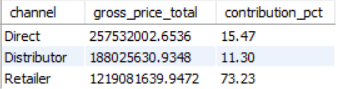 channel gross_price_total contribution_pct
Direct 257532002.6536 15.47
Distributor 188025630.9348 11.30
Retailer 1219081639.9472 73.23